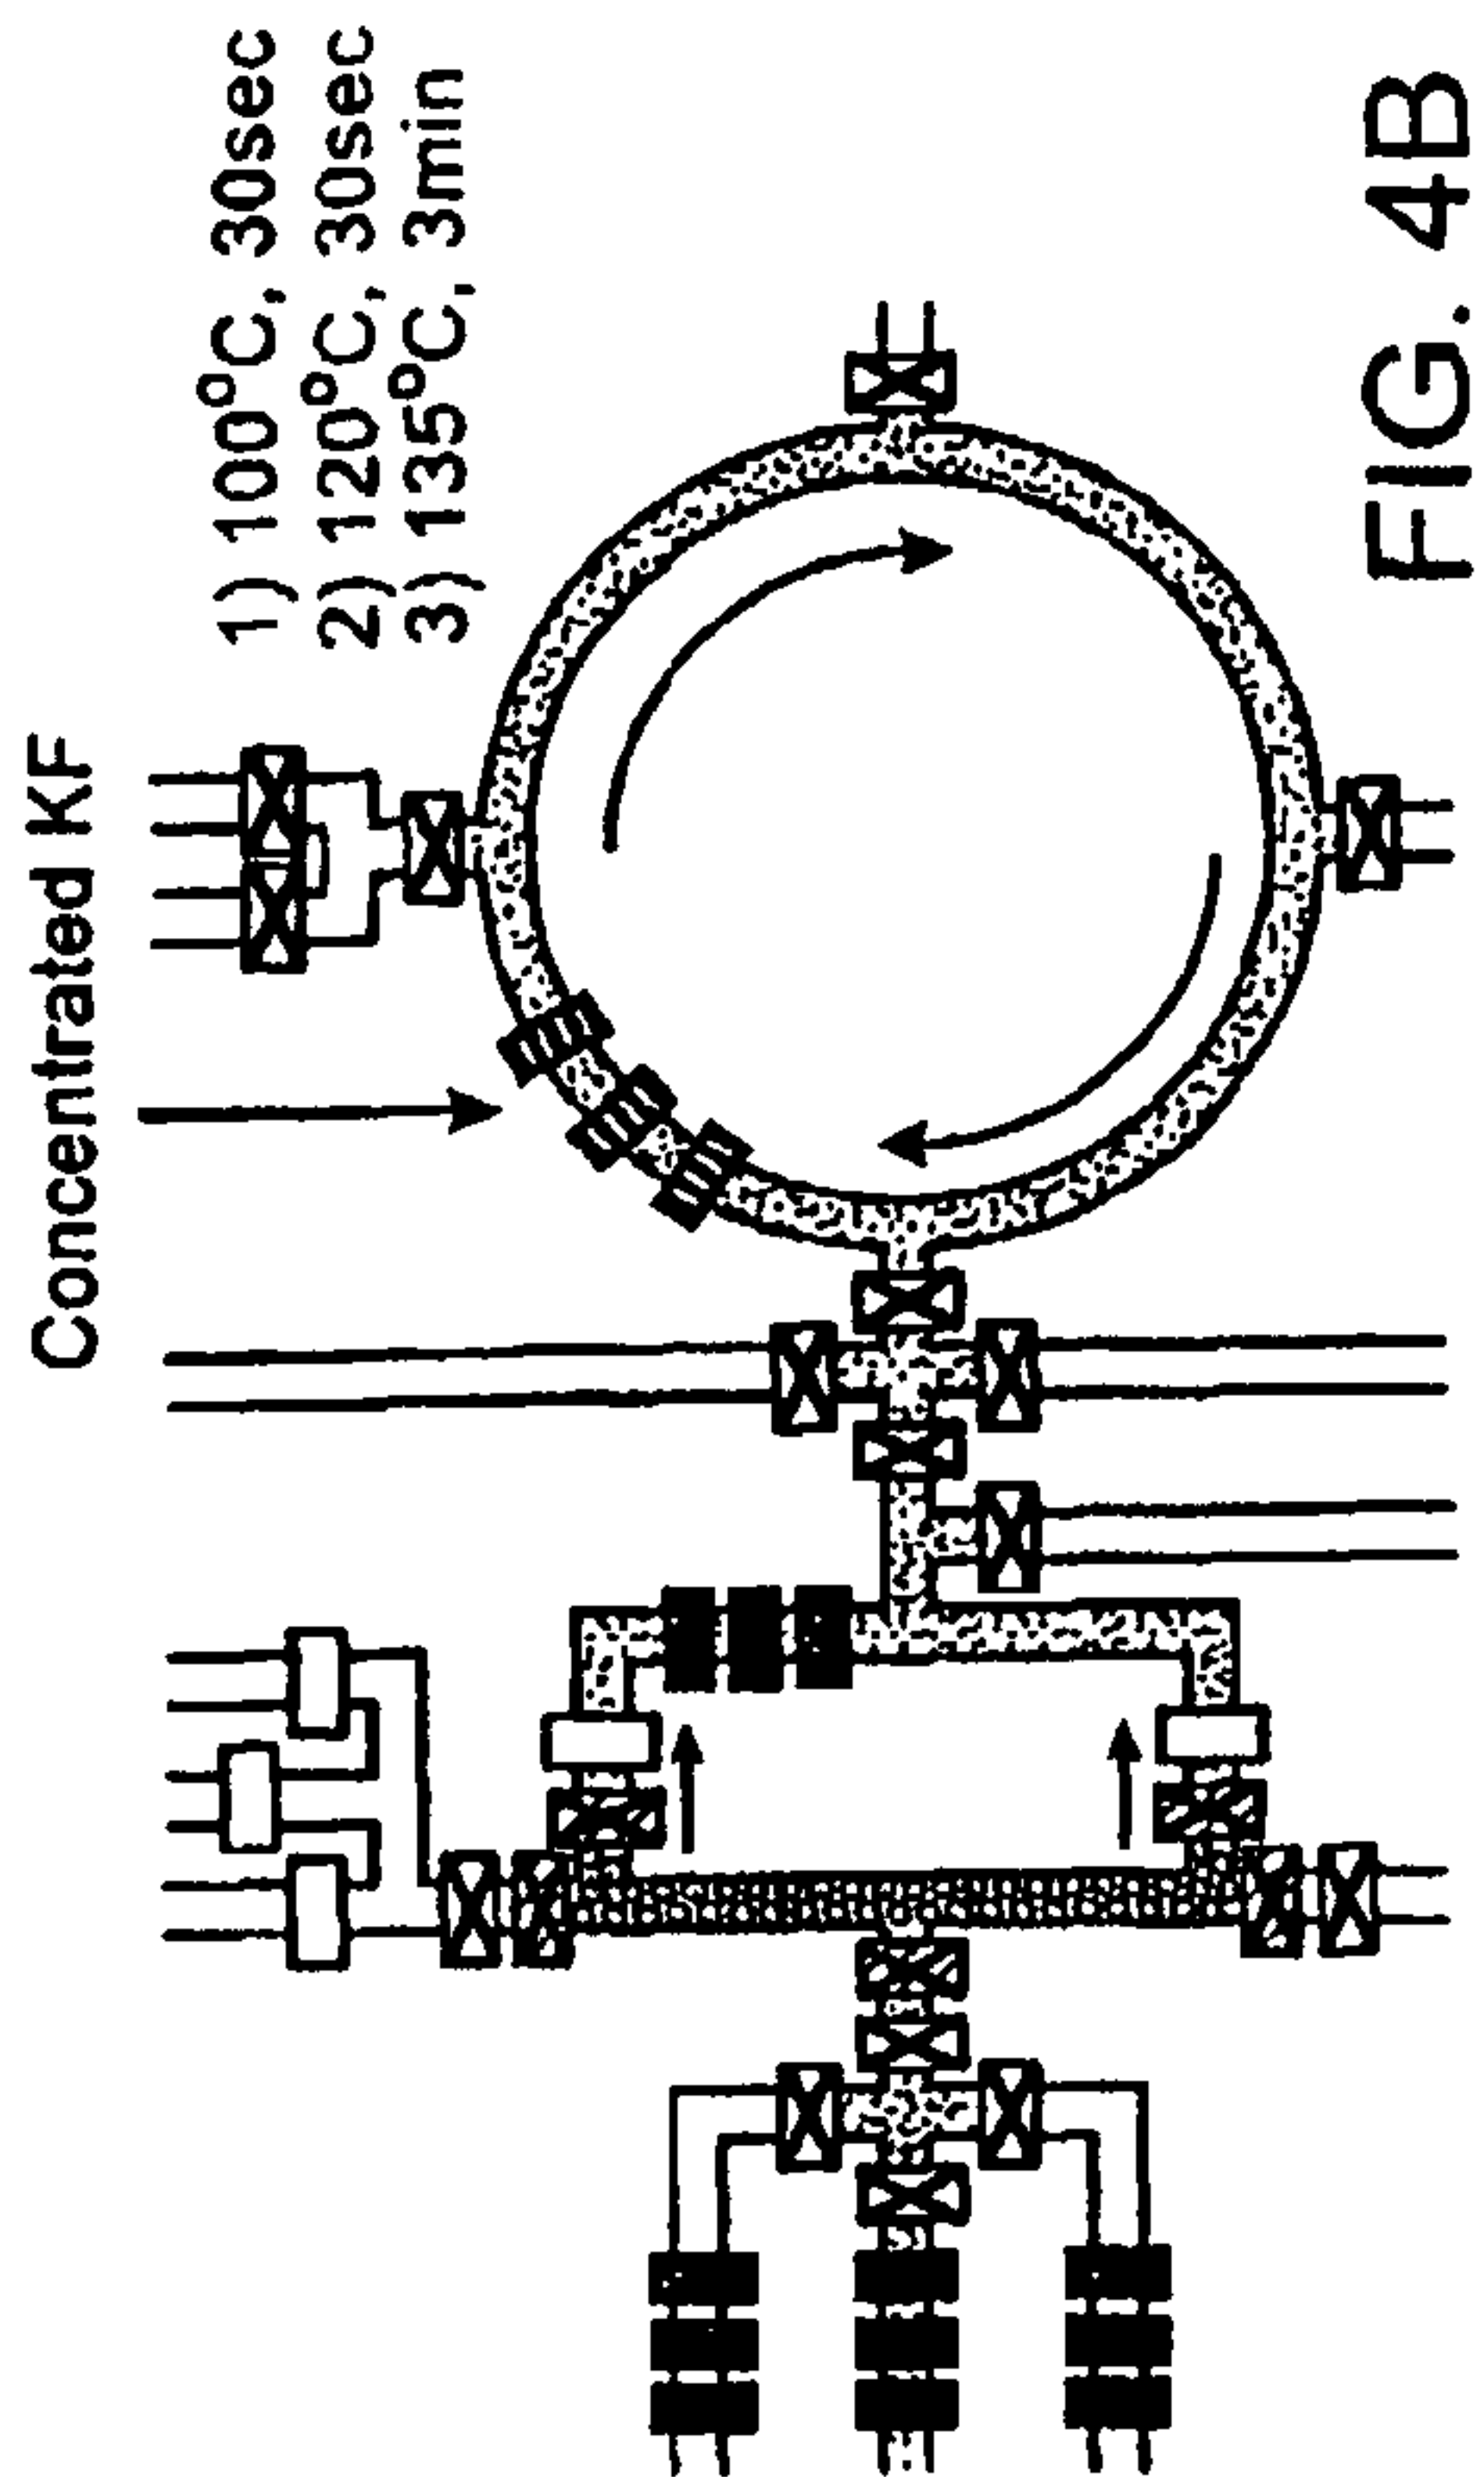 Concentrated KF
1) 100°C, 30sec
2) 120°C, 30sec
3) 135°C, 3min
FIG. 4B